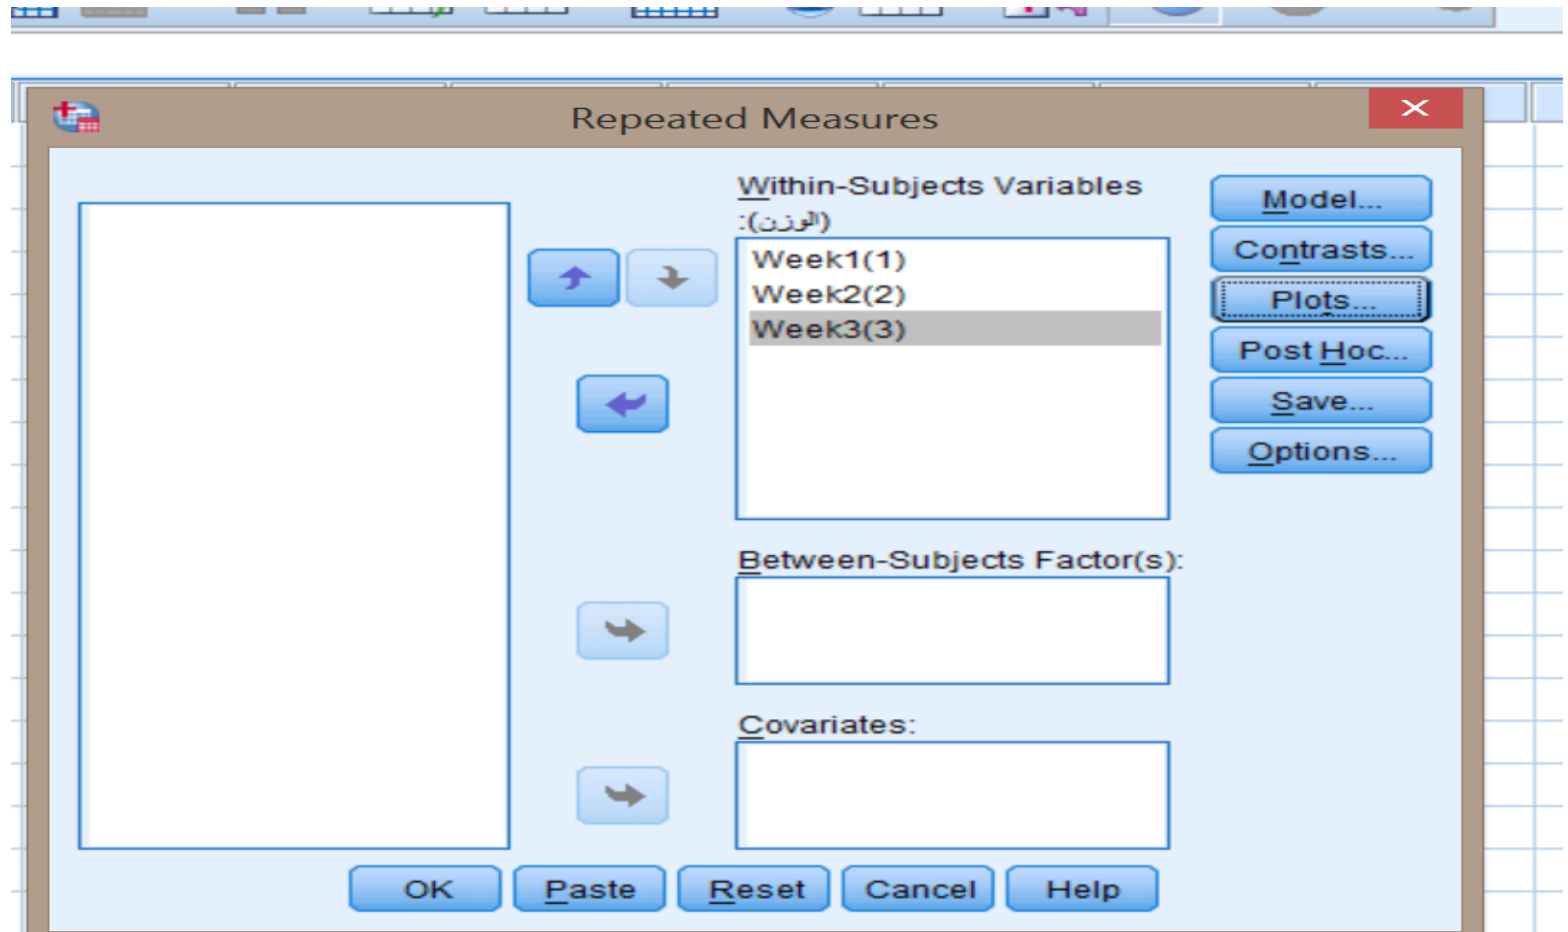 Repeated Measures
Within-Subjects Variables
(الوزن):
Week1(1)
Week2(2)
Week3(3)
Model...
Contrasts...
Plots...
Post Hoc...
Save...
Options...
Between-Subjects Factor(s):
Covariates:
OK
Paste
Reset
Cancel
Help